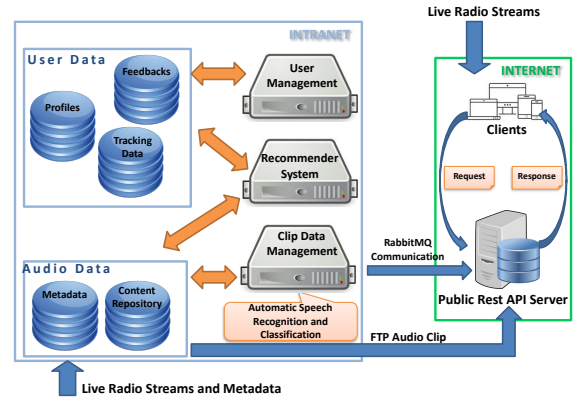 Live Radio Streams
INTRANET
INTERNET
User Data
Feedbacks
Profiles
Tracking
Data
User
Management
Recommender
System
Clip Data
Management
Automatic Speech
Recognition and
Classification
Audio Data
Metadata
Content
Repository
Clients
Request
Response
RabbitMQ
Communication
Public Rest API Server
FTP Audio Clip
Live Radio Streams and Metadata